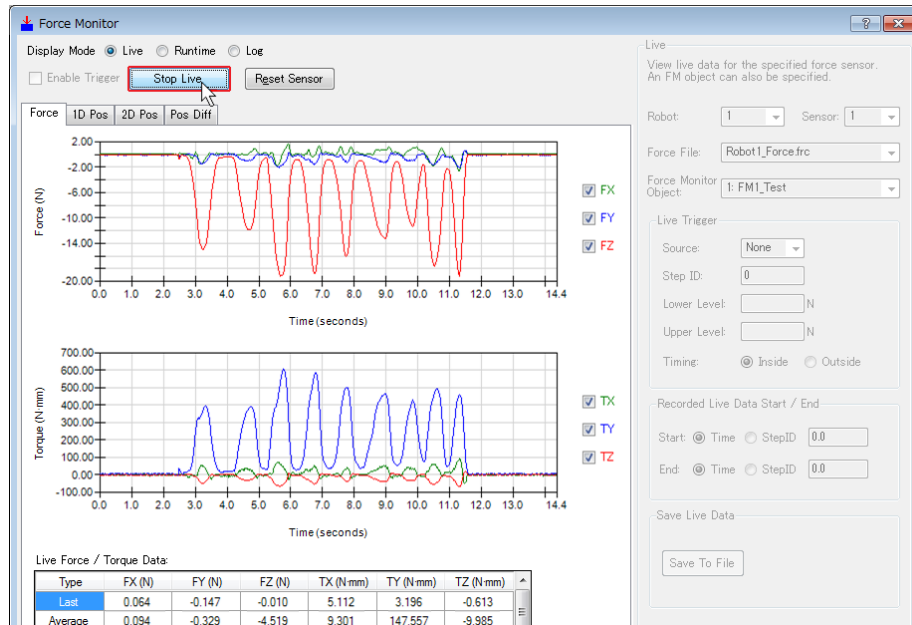 Force Monitor
Display Mode Live Runtime Log
Enable Trigger Stop Live Reset Sensor
Force 1D Pos 2D Pos Pos Diff
2.00
-2.00
-6.00
-10.00
-14.00
-20.00
Force (N)
0.0 1.0 2.0 3.0 4.0 5.0 6.0 7.0 8.0 9.0 10.0 11.0 12.0 13.0 14.4
Time (seconds)
FX
FY
FZ
700.00
600.00
500.00
400.00
300.00
200.00
100.00
0.00
-100.00
Torque (N·mm)
0.0 1.0 2.0 3.0 4.0 5.0 6.0 7.0 8.0 9.0 10.0 11.0 12.0 13.0 14.4
Time (seconds)
TX
TY
TZ
Live Force / Torque Data:
Type FX (N) FY (N) FZ (N) TX (N·mm) TY (N·mm) TZ (N·mm)
Last 0.064 -0.147 -0.010 5.112 3.196 -0.613
Average 0.094 -0.329 -4.519 9.301 147.557 -9.985
Live
View live data for the specified force sensor.
An FM object can also be specified.
Robot: 1 Sensor: 1
Force File: Robot1_Force.frc
Force Monitor
Object: 1: FM1_Test
Live Trigger
Source: None
Step ID: 0
Lower Level: N
Upper Level: N
Timing: Inside Outside
Recorded Live Data Start / End
Start: Time StepID 0.0
End: Time StepID 0.0
Save Live Data
Save To File